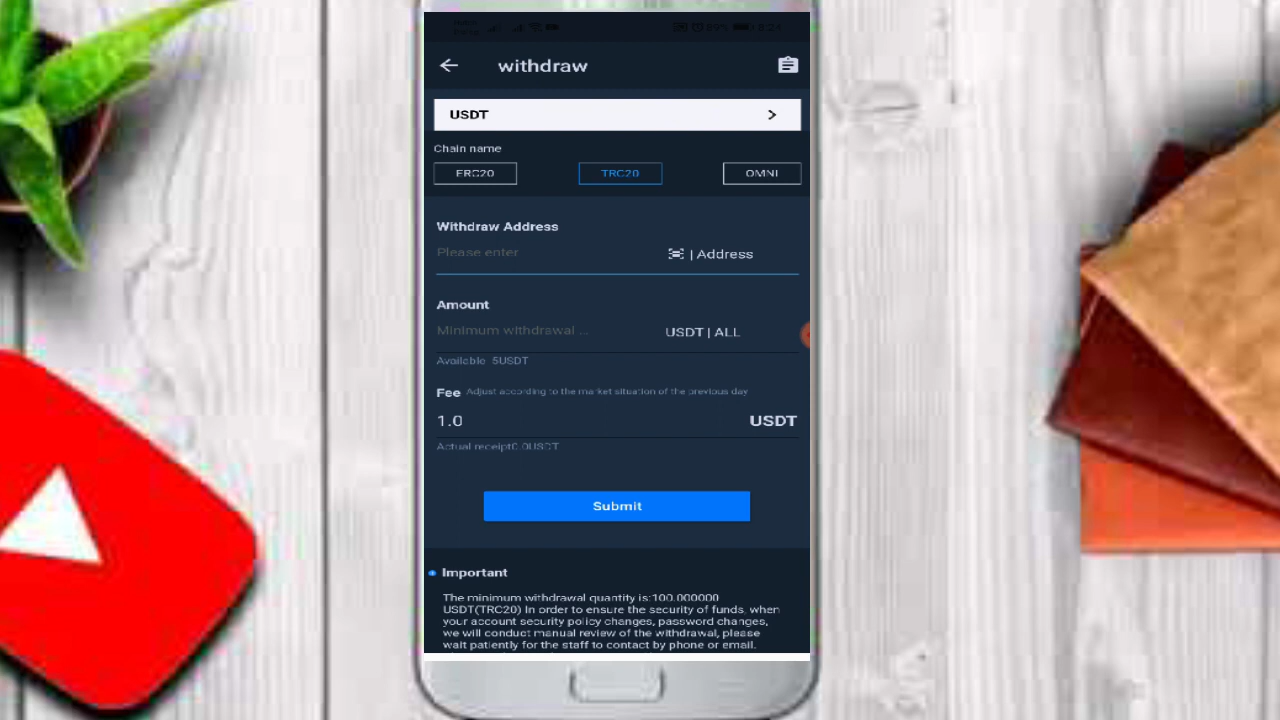 withdraw
USDT
Chain name
ERC20
TRC20
OMNI
Withdraw Address
Please enter
| Address
Amount
Minimum withdrawal ...
USDT | ALL
Available 5USDT
Fee Adjust according to the market situation of the previous day
1.0 USDT
Actual receipt0.0USDT
Submit
Important
The minimum withdrawal quantity is:100.000000
USDT(TRC20) In order to ensure the security of funds, when
your account security policy changes, password changes,
we will conduct manual review of the withdrawal, please
wait patiently for the staff to contact by phone or email.